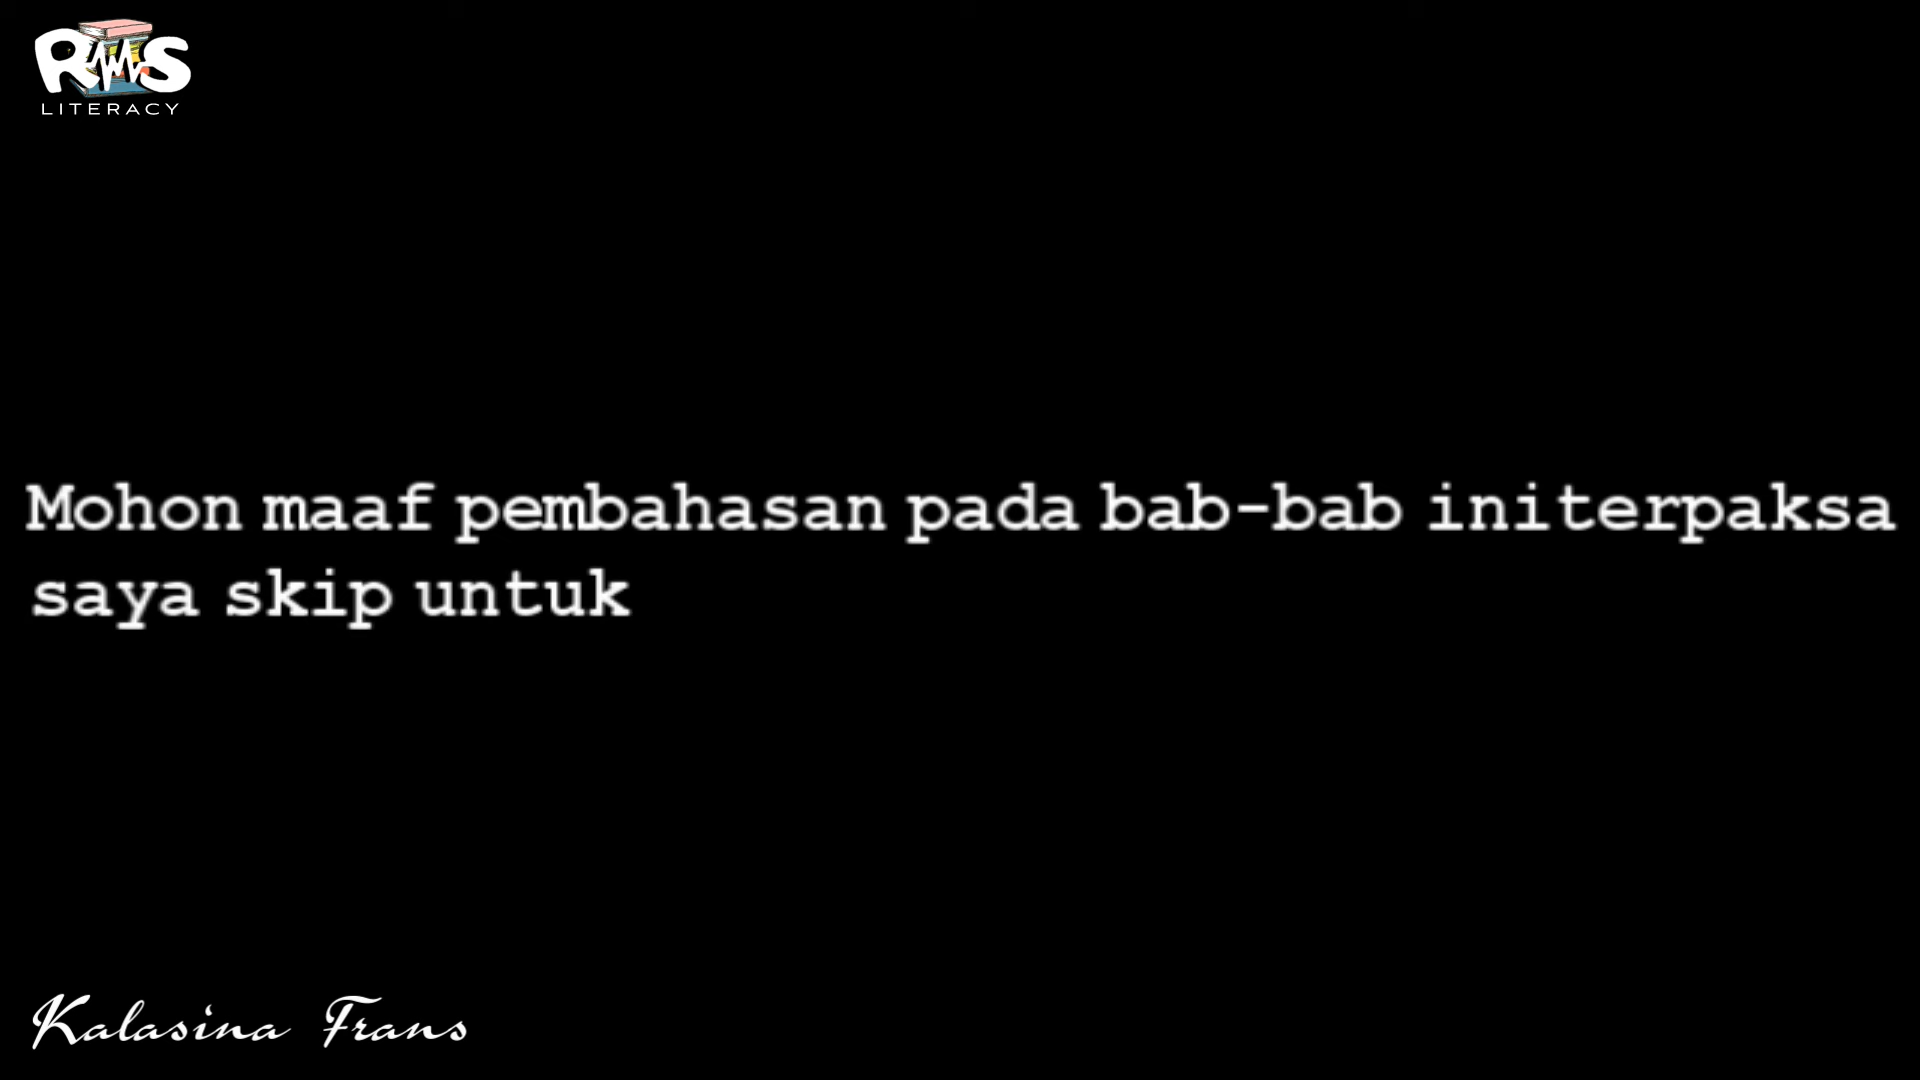 RMS
LITERACY
Mohon maaf pembahasan pada bab-bab initerpaksa
saya skip untuk
Kalasina Frans